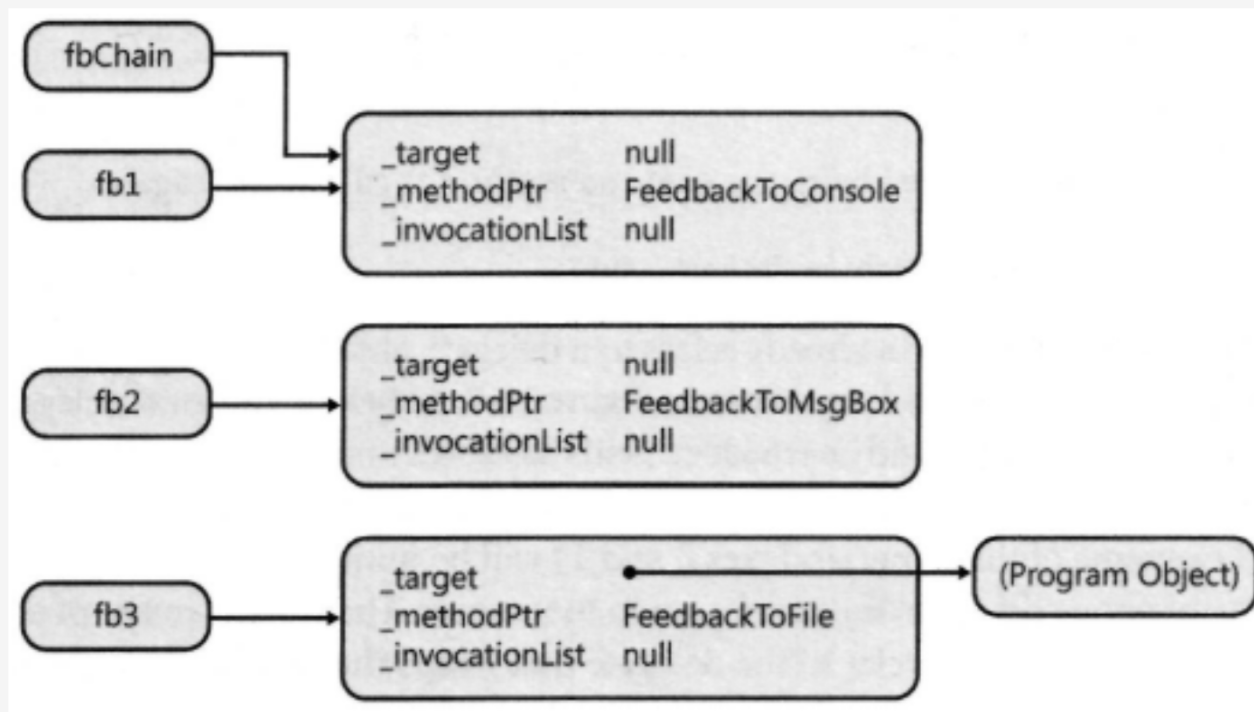 fbChain
fb1
_target null
_methodPtr FeedbackToConsole
_invocationList null
fb2
_target null
_methodPtr FeedbackToMsgBox
_invocationList null
fb3
_target
_methodPtr FeedbackToFile
_invocationList null
(Program Object)